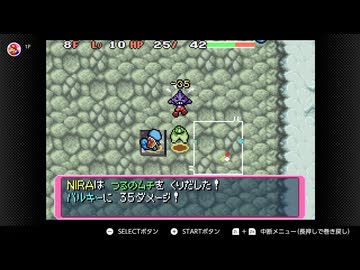 1P
8F Lv 10 HP 25/ 42
-35
NIRAは つるのムチを くりだした!
バルキーに 35ダメージ!
SELECTボタン STARTボタン 中断メニュー(長押しで巻き戻し)